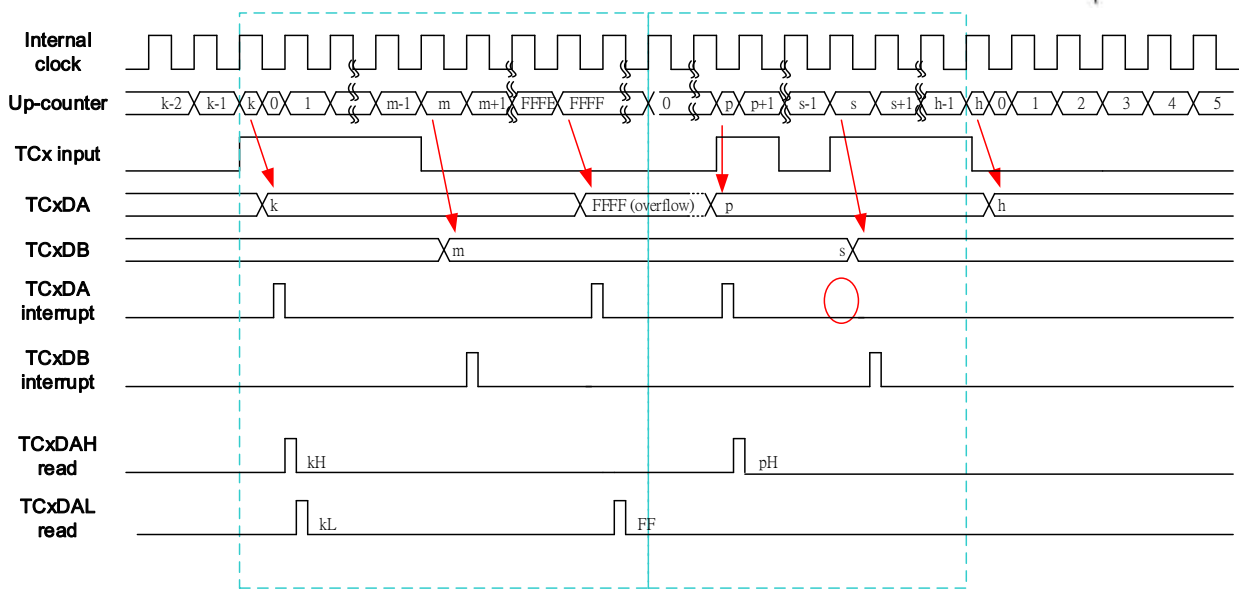 Internal
clock
Up-counter k-2 k-1 k 0 1 m-1 m m+1 FFFE FFFF 0 p p+1 s-1 s s+1 h-1 h 0 1 2 3 4 5
TCx input
TCxDA k FFFF (overflow) p h
TCxDB m s
TCxDA
interrupt
TCxDB
interrupt
TCxDAH
read kH pH
TCxDAL
read kL FF